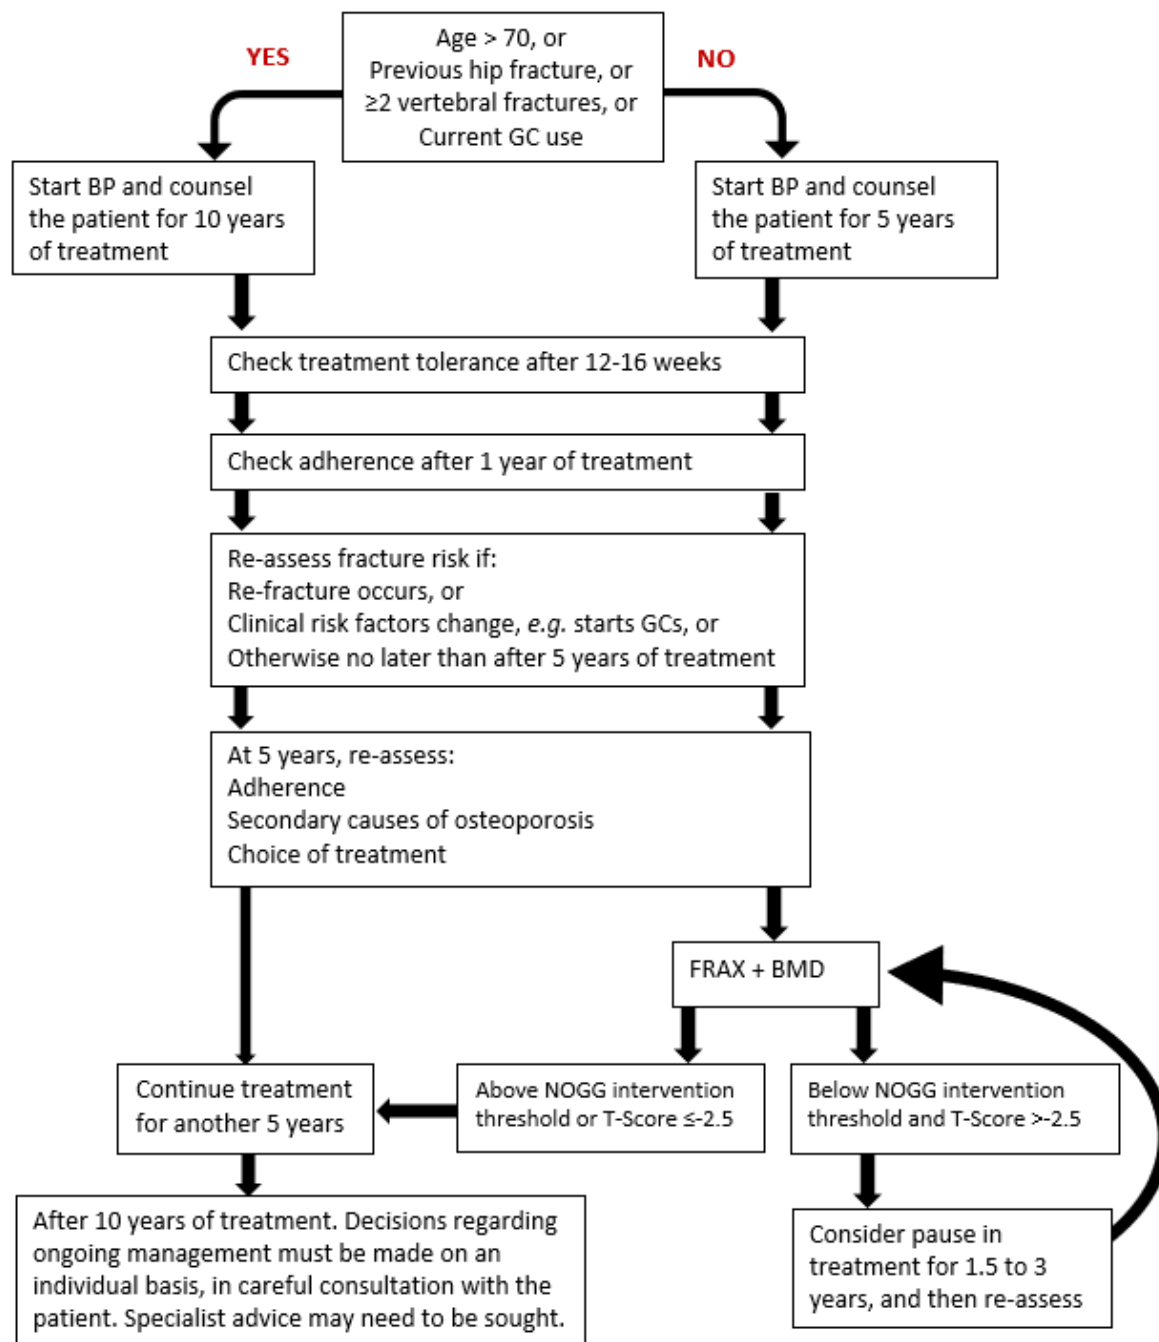 Age > 70, or
Previous hip fracture, or
≥2 vertebral fractures, or
Current GC use
YES
NO
Start BP and counsel
the patient for 10 years
of treatment
Start BP and counsel
the patient for 5 years
of treatment
Check treatment tolerance after 12-16 weeks
Check adherence after 1 year of treatment
Re-assess fracture risk if:
Re-fracture occurs, or
Clinical risk factors change, e.g. starts GCs, or
Otherwise no later than after 5 years of treatment
At 5 years, re-assess:
Adherence
Secondary causes of osteoporosis
Choice of treatment
FRAX + BMD
Continue treatment
for another 5 years
Above NOGG intervention
threshold or T-Score ≤-2.5
Below NOGG intervention
threshold and T-Score >-2.5
After 10 years of treatment. Decisions regarding
ongoing management must be made on an
individual basis, in careful consultation with the
patient. Specialist advice may need to be sought.
Consider pause in
treatment for 1.5 to 3
years, and then re-assess